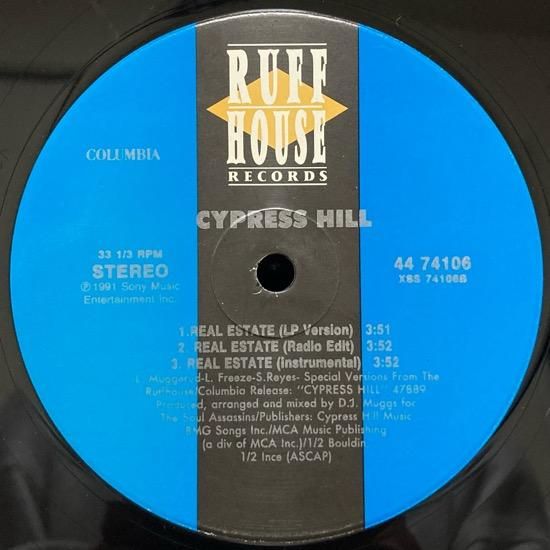 RUFF
HOUSE
RECORDS
COLUMBIA
CYPRESS HILL
33 1/3 RPM
STEREO
℗1991 Sony Music
Entertainment Inc.
44 74106
XSS 74106B
1.REAL ESTATE (LP Version) 3:51
2. REAL ESTATE (Radio Edit) 3:52
3. REAL ESTATE (instrumental) 3:52
L. Muggerud-L. Freeze-S.Reyes- Special Versions From The
Ruffhouse/Columbia Release: "CYPRESS HILL" 47889
Produced, arranged and mixed by D.J. Muggs for
The Soul Assassins/Publishers: Cypress Hill Music
BMG Songs Inc./MCA Music Publishing
(a div of MCA Inc.)/1/2 Bouldin
1/2 Ince (ASCAP)